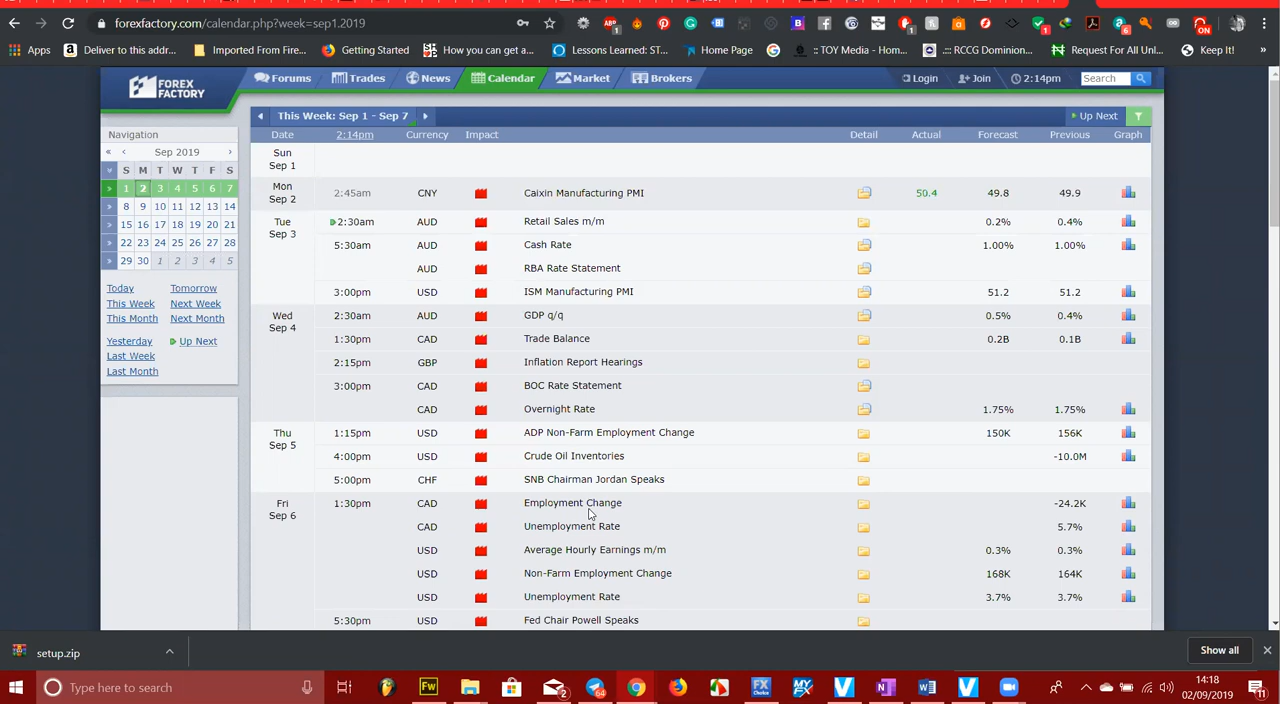 forexfactory.com/calendar.php?week=sep1.2019
Apps Deliver to this addr... Imported From Fire... Getting Started How you can get a... Lessons Learned: ST... Home Page .:: TOY Media - Hom... .:: RCCG Dominion... Request For All Unl... Keep It! »
FOREX FACTORY
Forums Trades News Calendar Market Brokers Login Join 2:14pm Search
This Week: Sep 1 - Sep 7 Up Next
Navigation
« ‹ Sep 2019 ›
S M T W T F S
1 2 3 4 5 6 7
8 9 10 11 12 13 14
15 16 17 18 19 20 21
22 23 24 25 26 27 28
29 30 1 2 3 4 5
Today Tomorrow
This Week Next Week
This Month Next Month
Yesterday Up Next
Last Week
Last Month
Date 2:14pm Currency Impact Detail Actual Forecast Previous Graph
Sun
Sep 1
Mon
Sep 2
2:45am CNY Caixin Manufacturing PMI 50.4 49.8 49.9
Tue
Sep 3
2:30am AUD Retail Sales m/m 0.2% 0.4%
5:30am AUD Cash Rate 1.00% 1.00%
AUD RBA Rate Statement
3:00pm USD ISM Manufacturing PMI 51.2 51.2
Wed
Sep 4
2:30am AUD GDP q/q 0.5% 0.4%
1:30pm CAD Trade Balance 0.2B 0.1B
2:15pm GBP Inflation Report Hearings
3:00pm CAD BOC Rate Statement
CAD Overnight Rate 1.75% 1.75%
Thu
Sep 5
1:15pm USD ADP Non-Farm Employment Change 150K 156K
4:00pm USD Crude Oil Inventories -10.0M
5:00pm CHF SNB Chairman Jordan Speaks
Fri
Sep 6
1:30pm CAD Employment Change -24.2K
CAD Unemployment Rate 5.7%
USD Average Hourly Earnings m/m 0.3% 0.3%
USD Non-Farm Employment Change 168K 164K
USD Unemployment Rate 3.7% 3.7%
5:30pm USD Fed Chair Powell Speaks
setup.zip Show all
Type here to search
14:18
02/09/2019